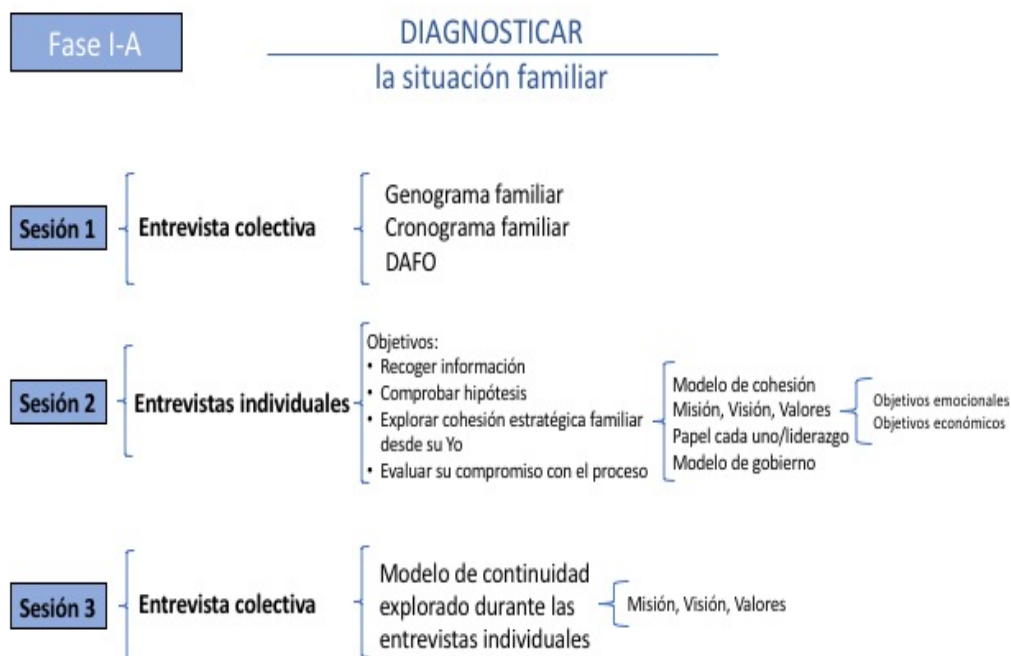 Fase I-A
DIAGNOSTICAR
la situación familiar
Sesión 1
Entrevista colectiva
Genograma familiar
Cronograma familiar
DAFO
Sesión 2
Entrevistas individuales
Objetivos:
• Recoger información
• Comprobar hipótesis
• Explorar cohesión estratégica familiar
desde su Yo
• Evaluar su compromiso con el proceso
Modelo de cohesión
Misión, Visión, Valores
Papel cada uno/liderazgo
Modelo de gobierno
Objetivos emocionales
Objetivos económicos
Sesión 3
Entrevista colectiva
Modelo de continuidad
explorado durante las
entrevistas individuales
Misión, Visión, Valores